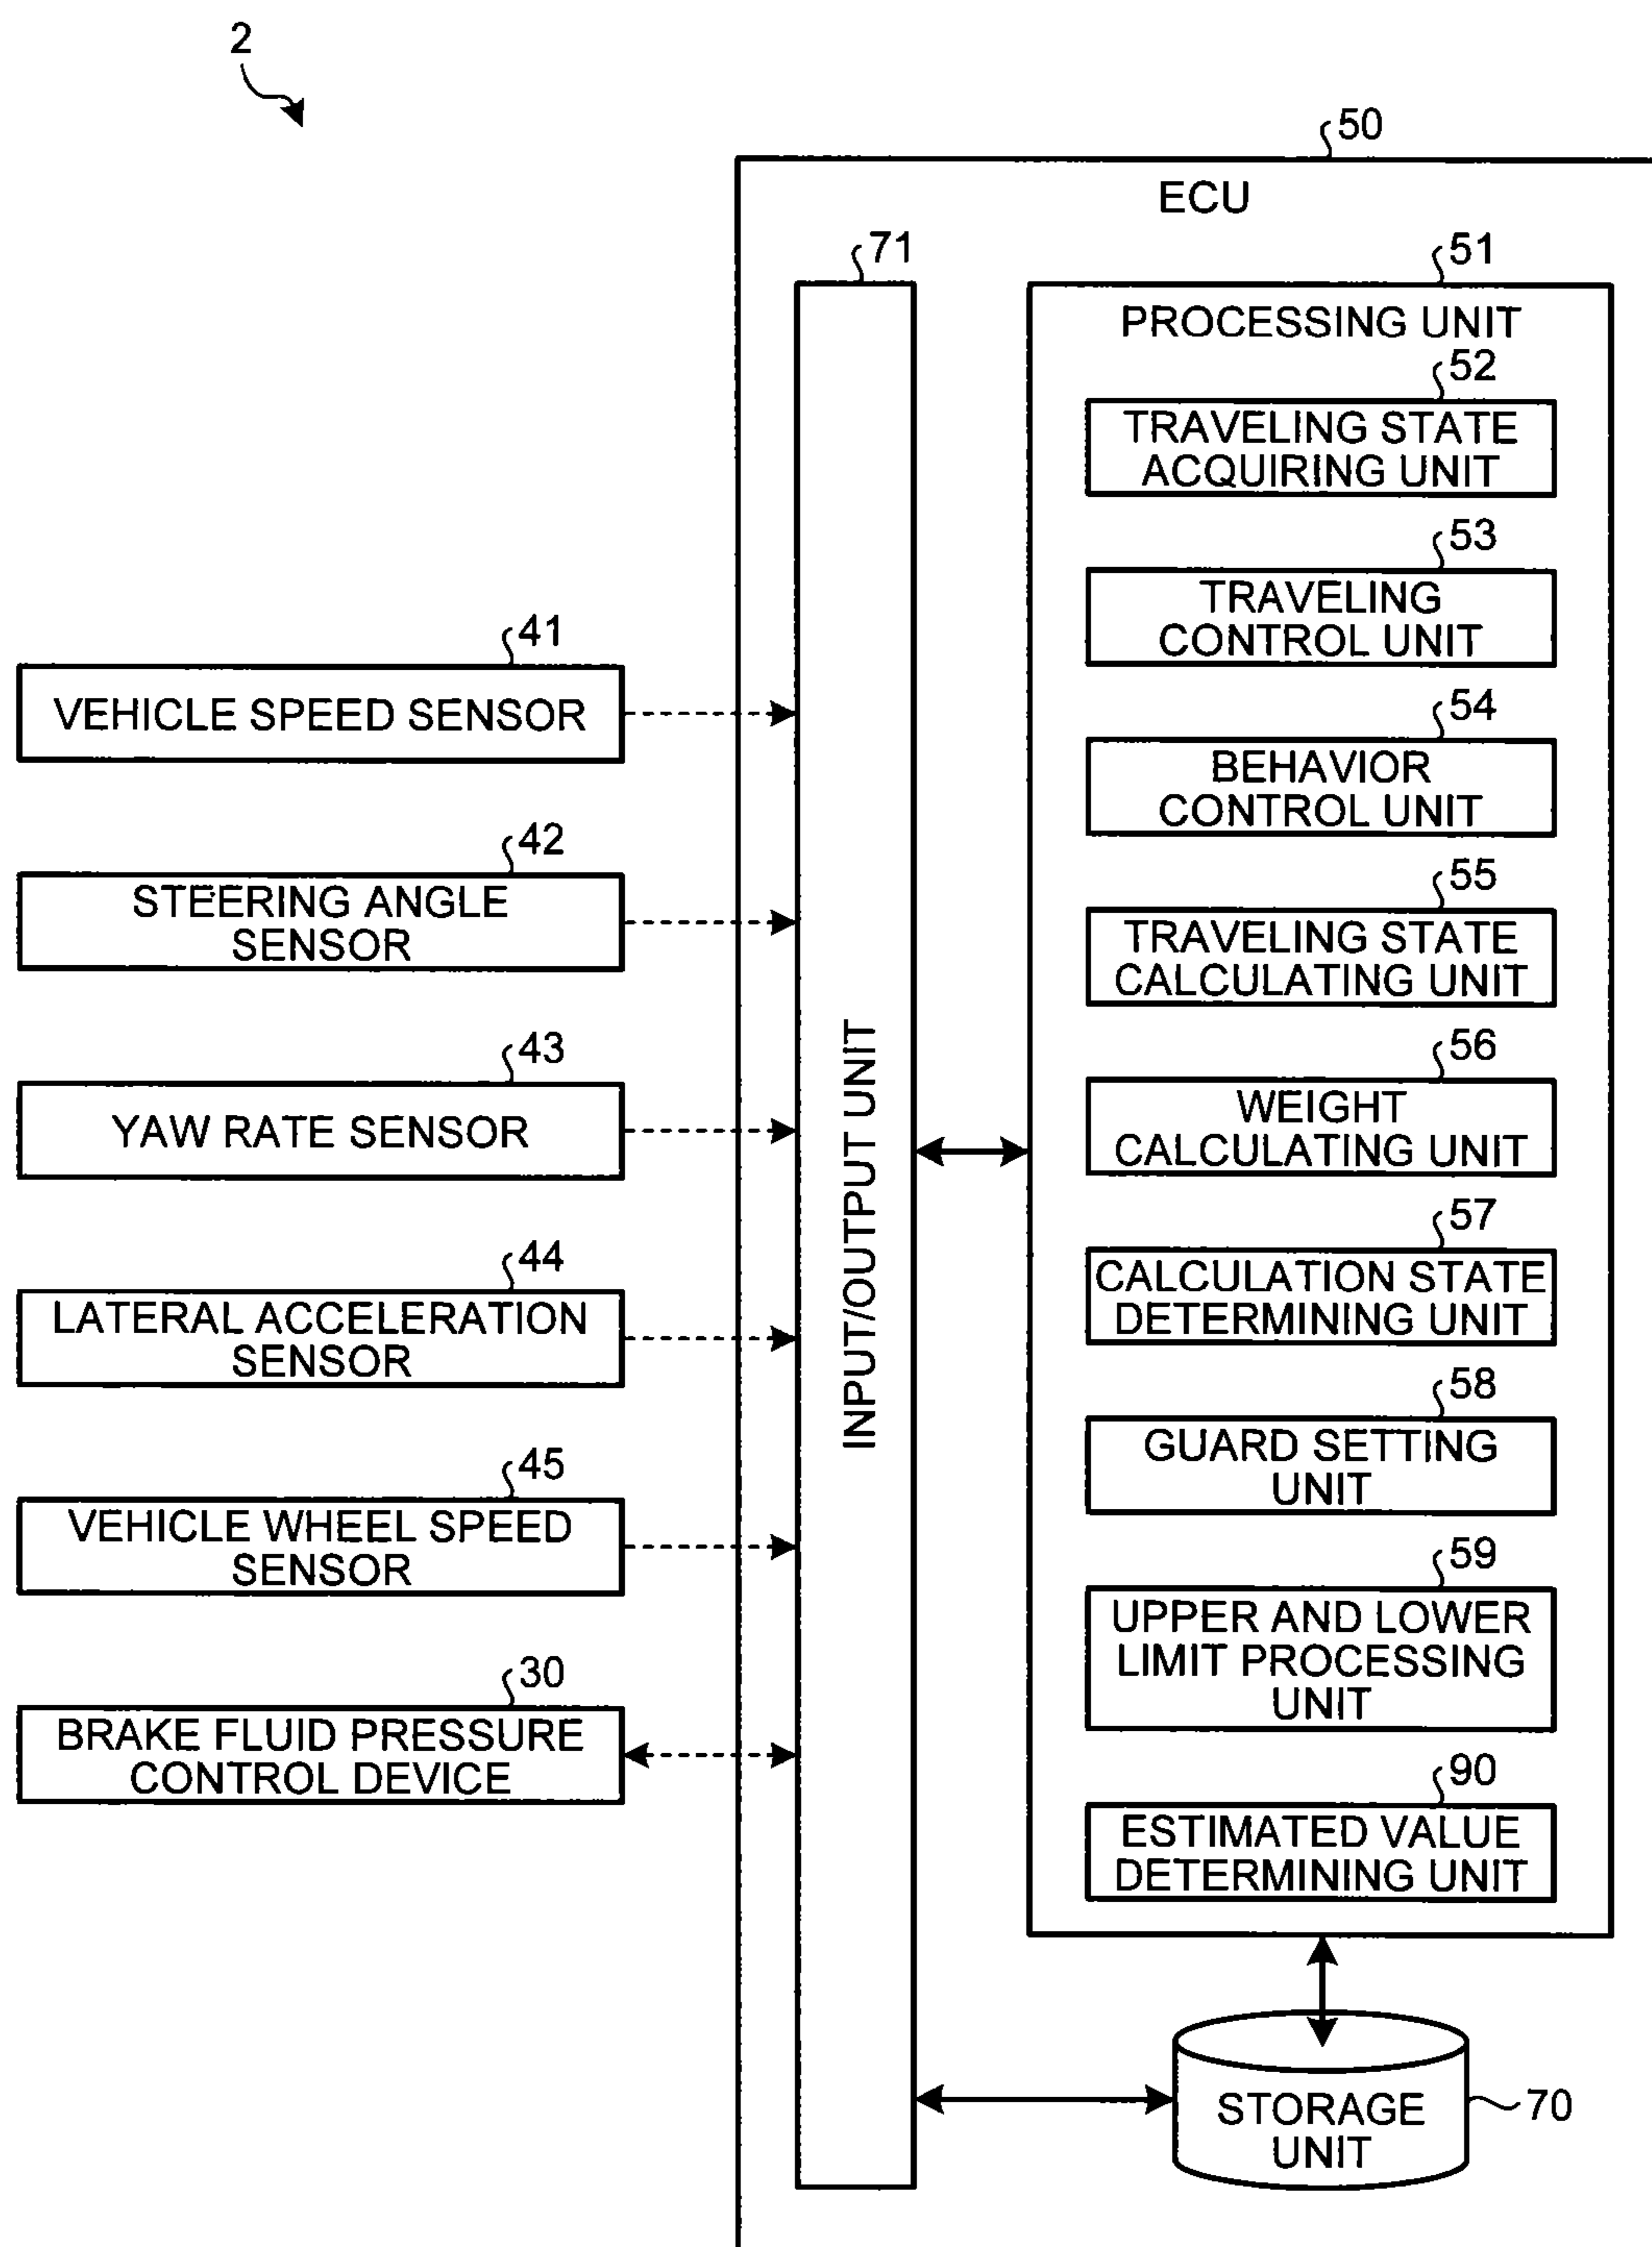 2
50
ECU
71
51
PROCESSING UNIT
52
TRAVELING STATE
ACQUIRING UNIT
53
TRAVELING
CONTROL UNIT
54
BEHAVIOR
CONTROL UNIT
55
TRAVELING STATE
CALCULATING UNIT
56
WEIGHT
CALCULATING UNIT
57
CALCULATION STATE
DETERMINING UNIT
58
GUARD SETTING
UNIT
59
UPPER AND LOWER
LIMIT PROCESSING
UNIT
90
ESTIMATED VALUE
DETERMINING UNIT
INPUT/OUTPUT UNIT
41
VEHICLE SPEED SENSOR
42
STEERING ANGLE
SENSOR
43
YAW RATE SENSOR
44
LATERAL ACCELERATION
SENSOR
45
VEHICLE WHEEL SPEED
SENSOR
30
BRAKE FLUID PRESSURE
CONTROL DEVICE
STORAGE
UNIT
70